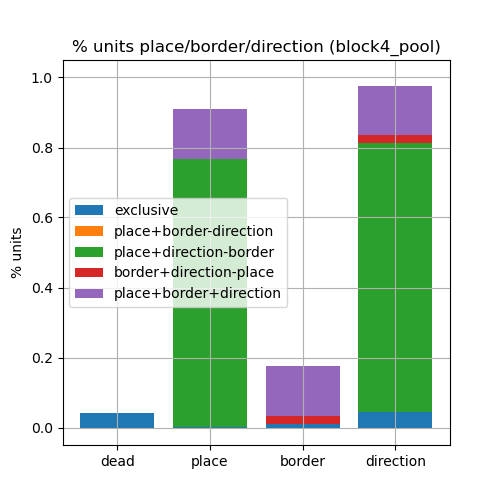 % units place/border/direction (block4_pool)
1.0
0.8
0.6
0.4
0.2
0.0
% units
exclusive
place+border-direction
place+direction-border
border+direction-place
place+border+direction
dead place border direction